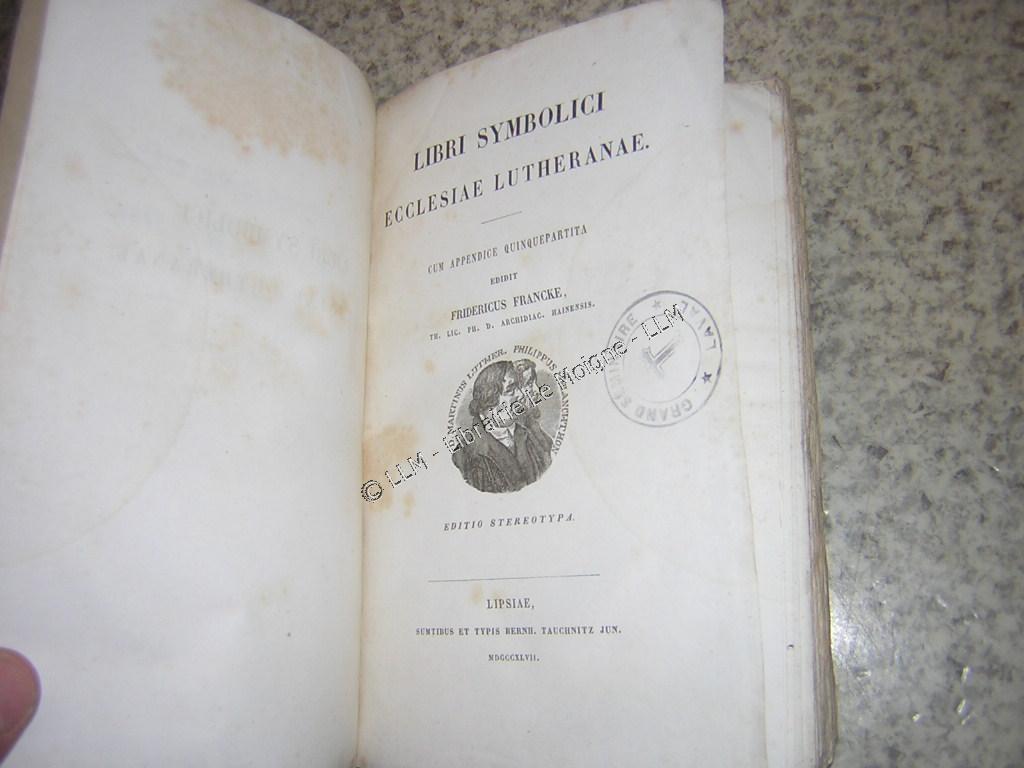 LIBRI SYMBOLICI
ECCLESIAE LUTHERANAE.
CUM APPENDICE QUINQUEPARTITA
EDIDIT
FRIDERICUS FRANCKE,
TH. LIC. PH. D. ARCHIDIAC. HAINENSIS.
D. MARTINUS LUTHER. PHILIPPUS MELANCHTHON
GRAND SEMINAIRE ★ LAVAL ★
© LLM - Librairie Le Moigne - LLM
EDITIO STEREOTYPA.
LIPSIAE,
SUMTIBUS ET TYPIS BERNH. TAUCHNITZ JUN.
MDCCCXLVII.